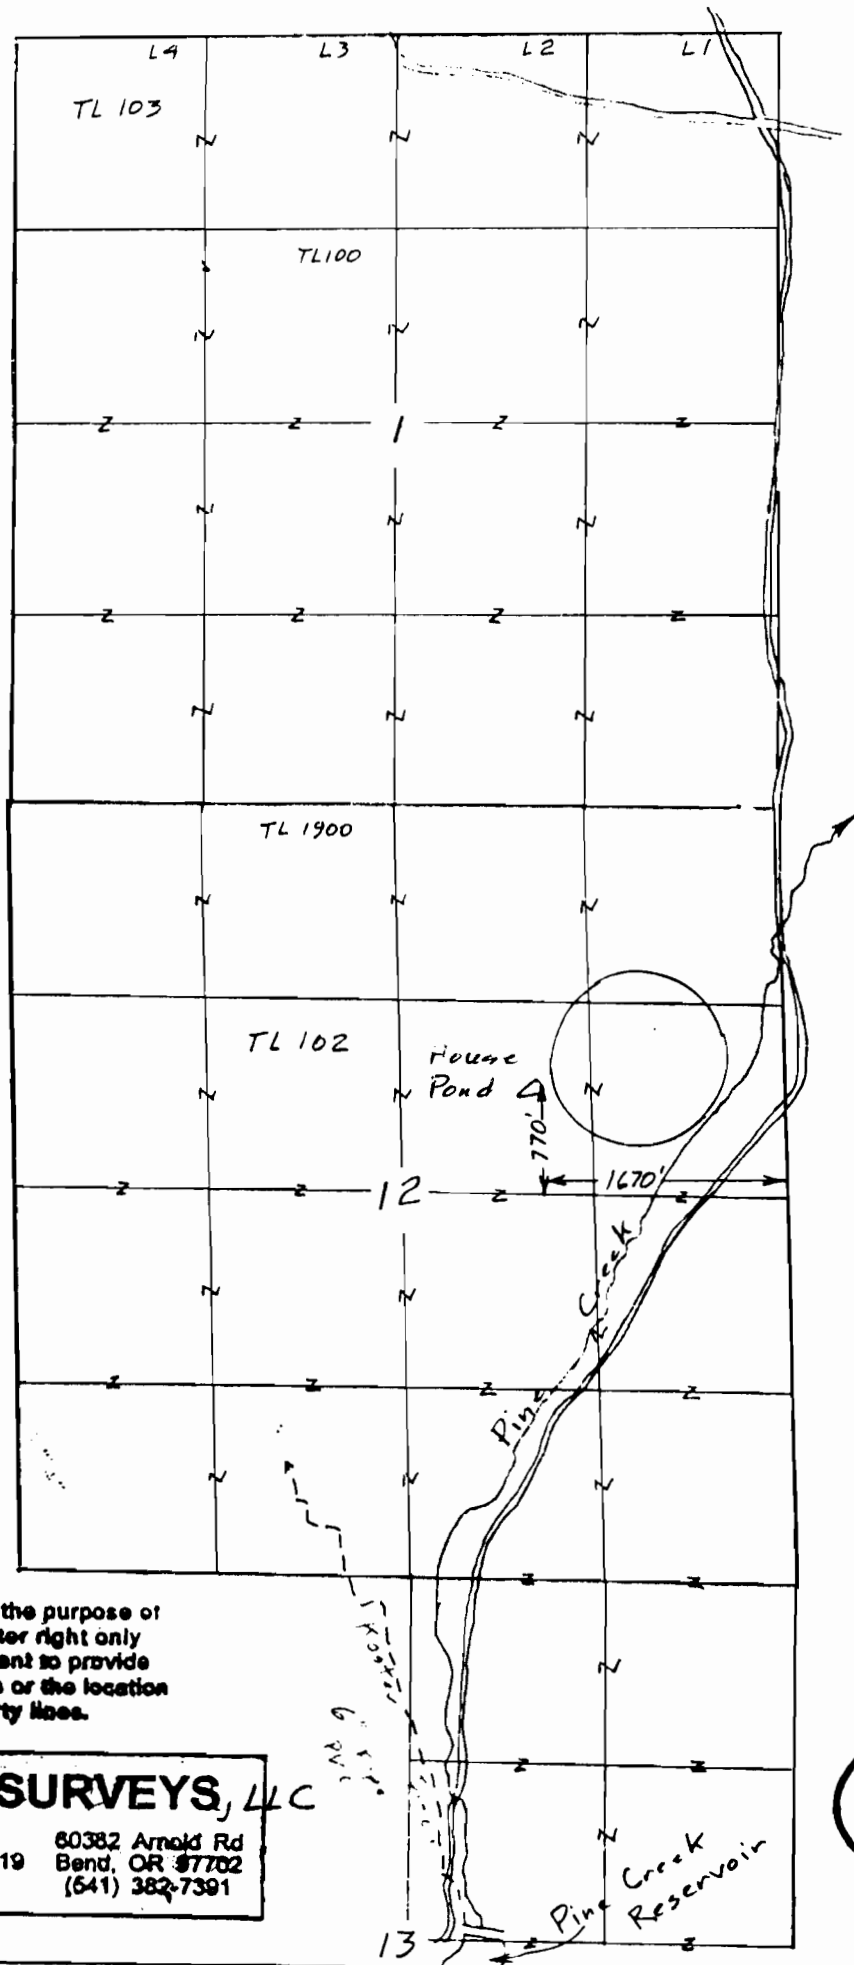 L4 L3 L2 L1
TL 103
TL100
1
TL 1900
TL 102
House
Pond
770'
1670'
12
Pine Creek
the purpose of
ter right only
ent to provide
s or the location
ty lines.
SURVEYS, LLC
60382 Arnold Rd
19 Bend, OR 97702
(541) 382-7391
Pine Creek
Reservoir
13